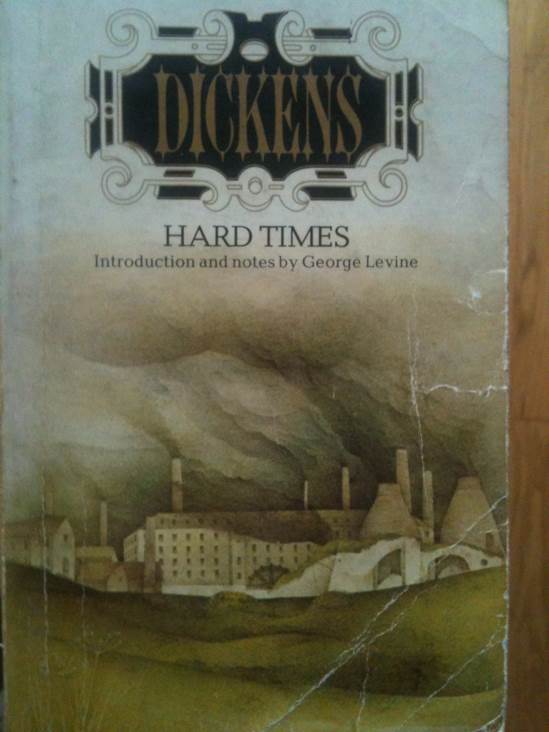 DICKENS
HARD TIMES
Introduction and notes by George Levine